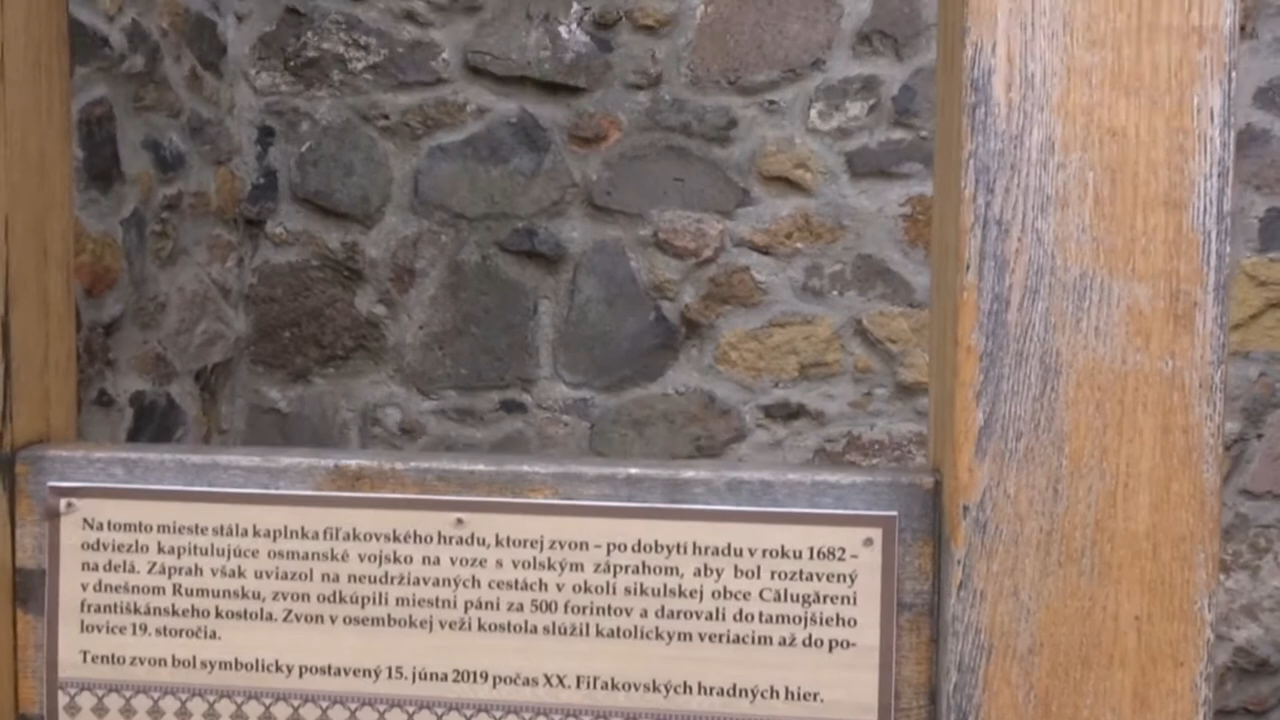 Na tomto mieste stála kaplnka fiľakovského hradu, ktorej zvon – po dobytí hradu v roku 1682 –
odviezlo kapitulujúce osmanské vojsko na voze s volským záprahom, aby bol roztavený
na delá. Záprah však uviazol na neudržiavaných cestách v okolí sikulskej obce Călugăreni
v dnešnom Rumunsku, zvon odkúpili miestni páni za 500 forintov a darovali do tamojšieho
františkánskeho kostola. Zvon v osembokej veži kostola slúžil katolíckym veriacim až do po-
lovice 19. storočia.
Tento zvon bol symbolicky postavený 15. júna 2019 počas XX. Fiľakovských hradných hier.